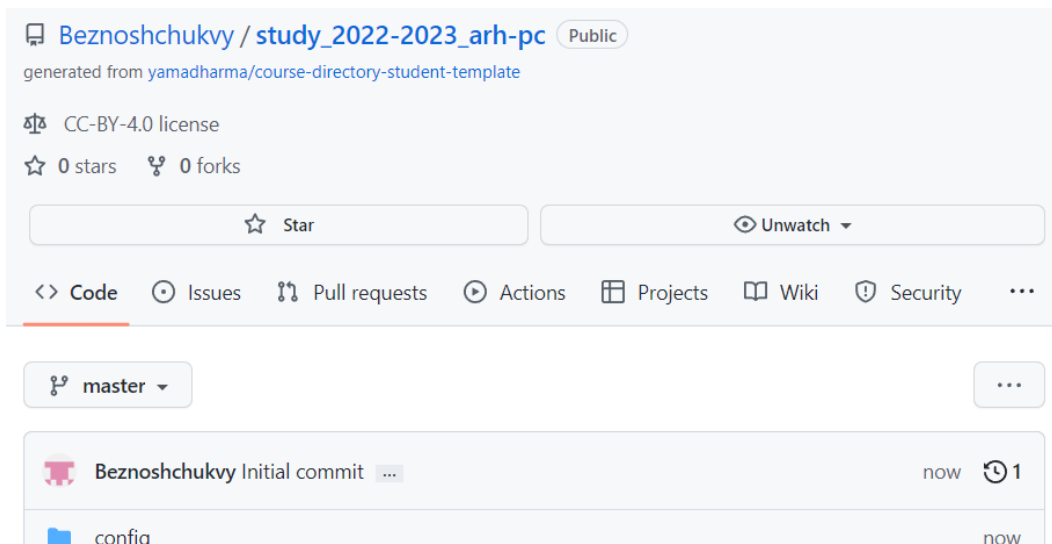 Beznoshchukvy / study_2022-2023_arh-pc Public
generated from yamadharma/course-directory-student-template
CC-BY-4.0 license
0 stars 0 forks
Star Unwatch
Code Issues Pull requests Actions Projects Wiki Security ...
master ...
Beznoshchukvy Initial commit ... now 1
config now